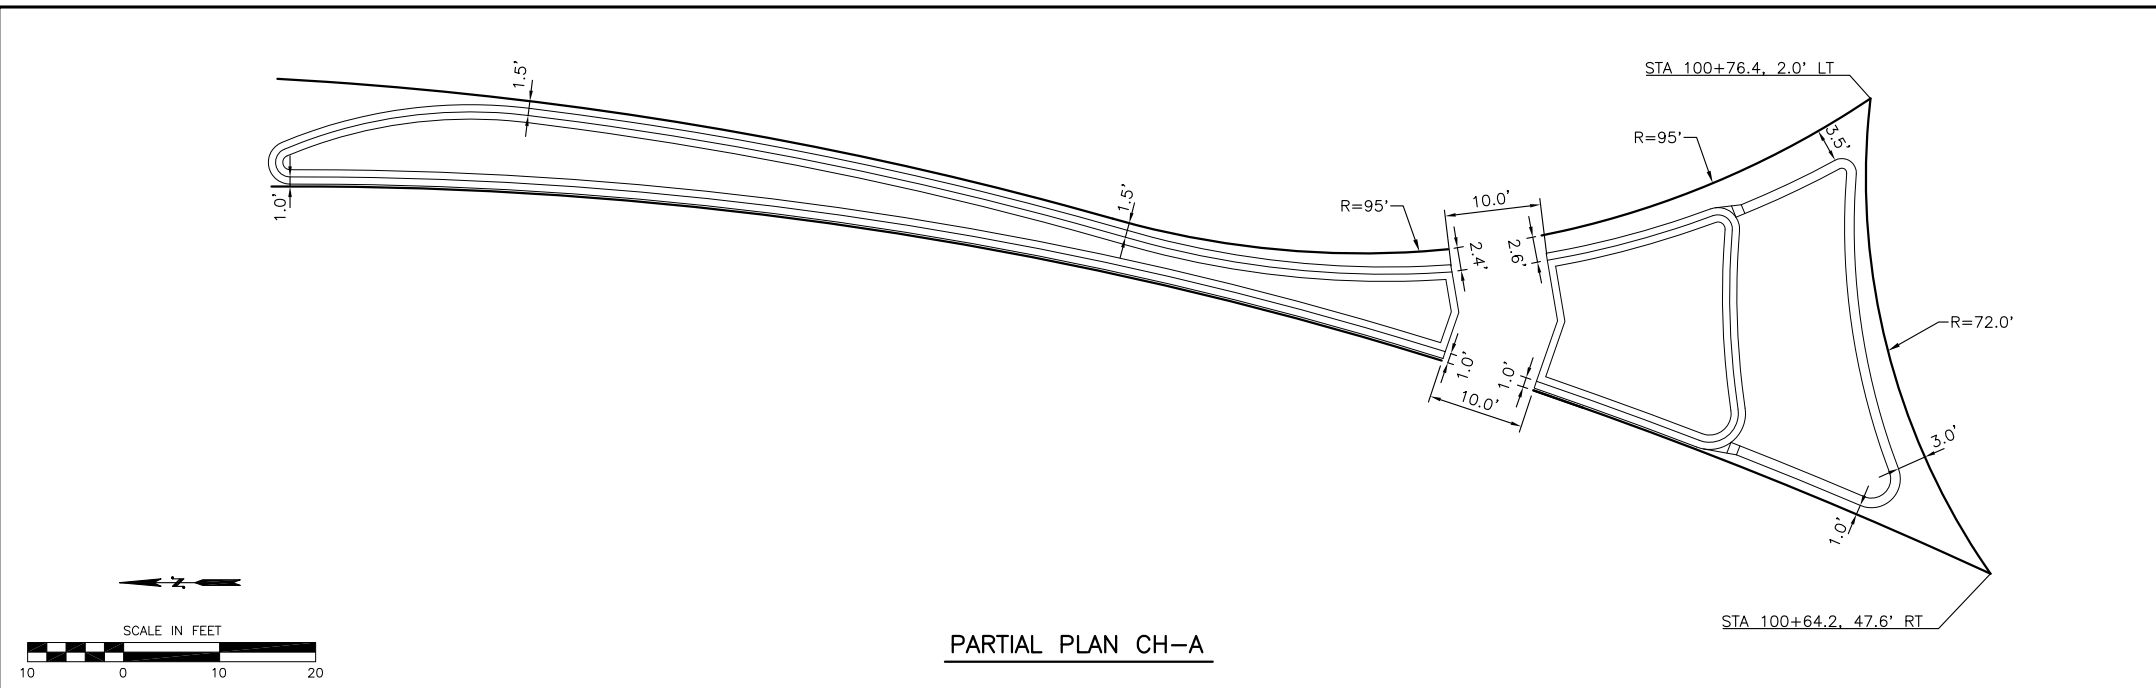 STA 100+76.4, 2.0' LT
1.5'
R=95'
3.5'
1.5'
10.0'
R=95'
1.0'
2.4'
2.6'
R=72.0'
1.0'
1.0'
10.0'
3.0'
1.0'
N
STA 100+64.2, 47.6' RT
SCALE IN FEET
10 0 10 20
PARTIAL PLAN CH-A